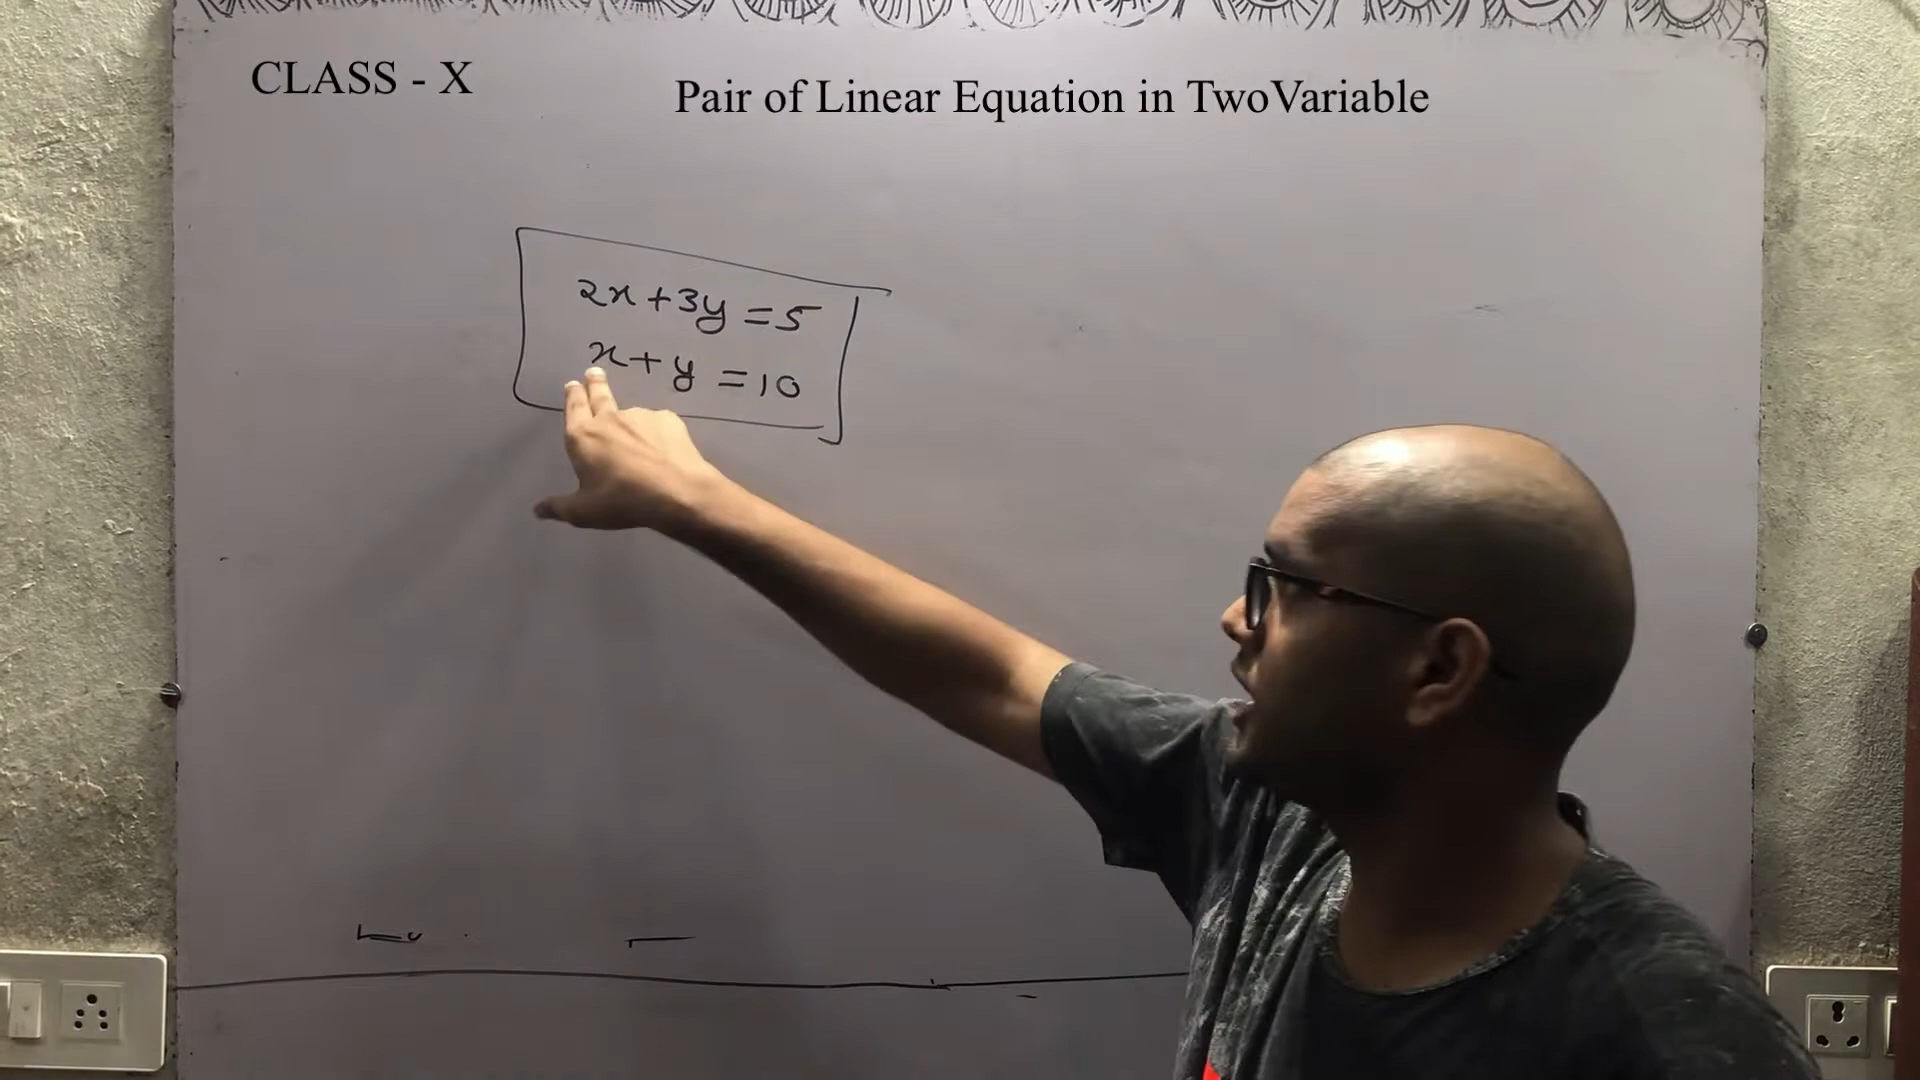 CLASS - X
Pair of Linear Equation in TwoVariable
2x+3y=5
x+y=10